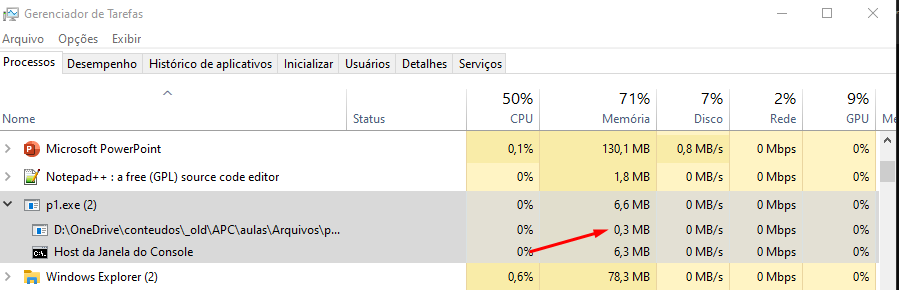 Gerenciador de Tarefas
Arquivo Opções Exibir
Processos Desempenho Histórico de aplicativos Inicializar Usuários Detalhes Serviços
50% 71% 7% 2% 9%
Nome Status CPU Memória Disco Rede GPU Me
Microsoft PowerPoint 0,1% 130,1 MB 0,8 MB/s 0 Mbps 0%
Notepad++ : a free (GPL) source code editor 0% 1,8 MB 0 MB/s 0 Mbps 0%
p1.exe (2) 0% 6,6 MB 0 MB/s 0 Mbps 0%
D:\OneDrive\conteudos\_old\APC\aulas\Arquivos\p... 0% 0,3 MB 0 MB/s 0 Mbps 0%
C:\. Host da Janela do Console 0% 6,3 MB 0 MB/s 0 Mbps 0%
Windows Explorer (2) 0,6% 78,3 MB 0 MB/s 0 Mbps 0%